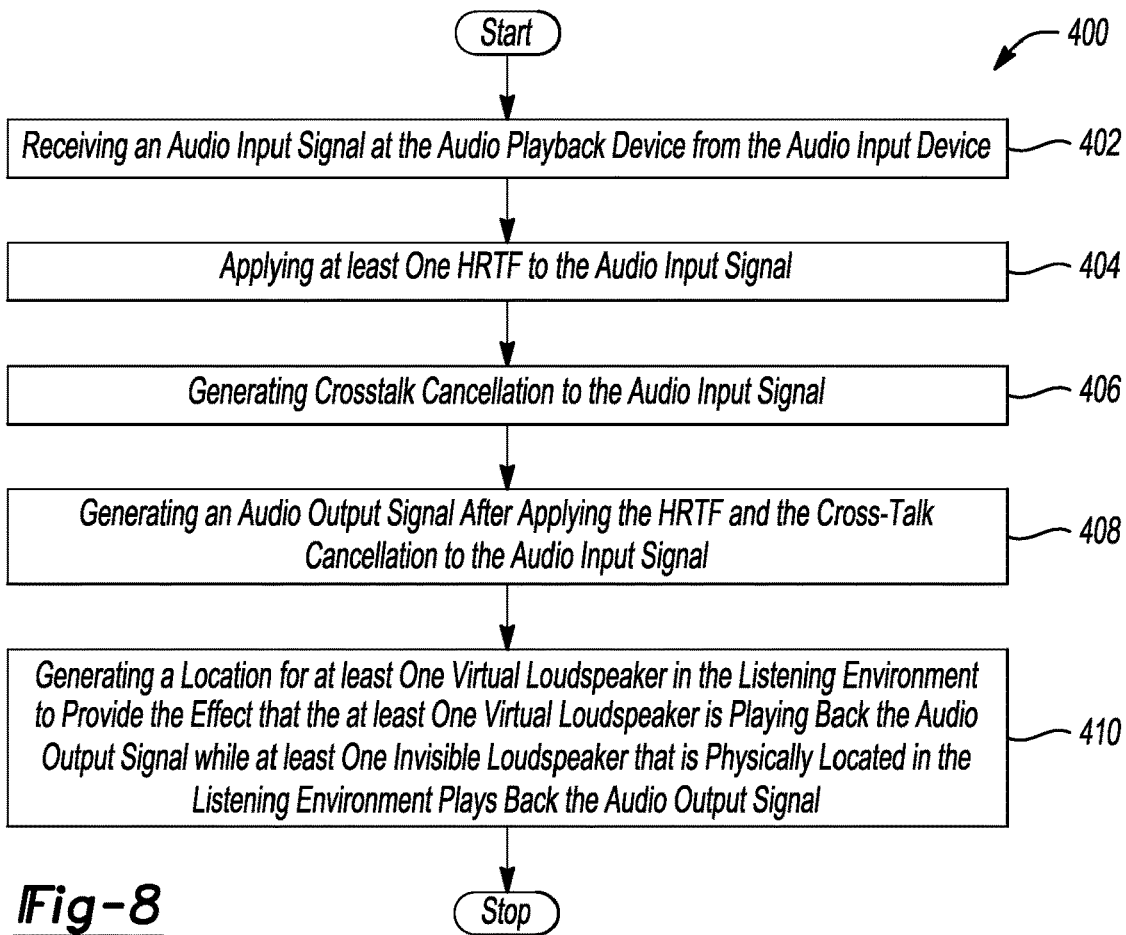 Start
400
Receiving an Audio Input Signal at the Audio Playback Device from the Audio Input Device
402
Applying at least One HRTF to the Audio Input Signal
404
Generating Crosstalk Cancellation to the Audio Input Signal
406
Generating an Audio Output Signal After Applying the HRTF and the Cross-Talk
Cancellation to the Audio Input Signal
408
Generating a Location for at least One Virtual Loudspeaker in the Listening Environment
to Provide the Effect that the at least One Virtual Loudspeaker is Playing Back the Audio
Output Signal while at least One Invisible Loudspeaker that is Physically Located in the
Listening Environment Plays Back the Audio Output Signal
410
Stop
Fig-8